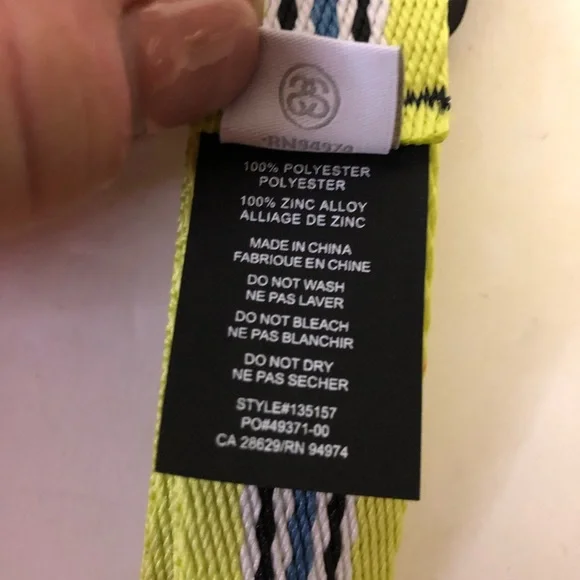 RN94974
100% POLYESTER
POLYESTER
100% ZINC ALLOY
ALLIAGE DE ZINC
MADE IN CHINA
FABRIQUE EN CHINE
DO NOT WASH
NE PAS LAVER
DO NOT BLEACH
NE PAS BLANCHIR
DO NOT DRY
NE PAS SECHER
STYLE#135157
PO#49371-00
CA 28629/RN 94974